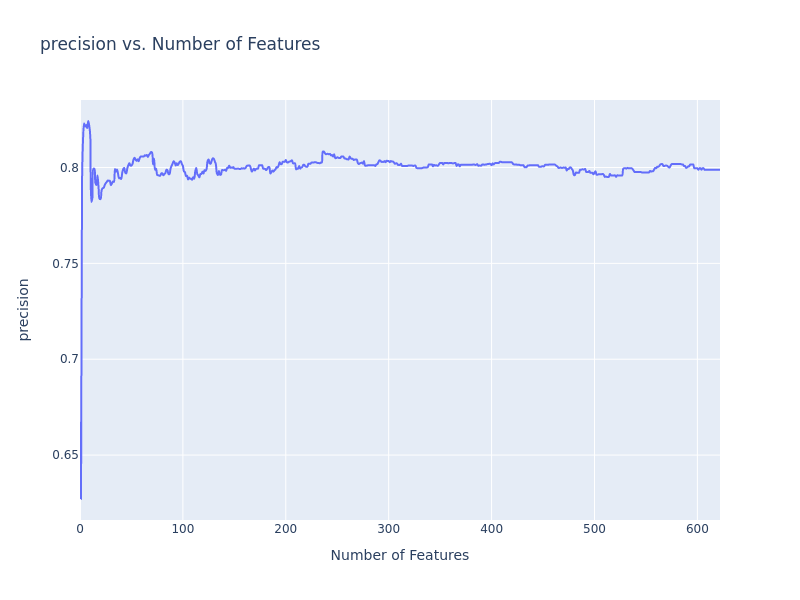 precision vs. Number of Features
precision
0.8
0.75
0.7
0.65
0 100 200 300 400 500 600
Number of Features